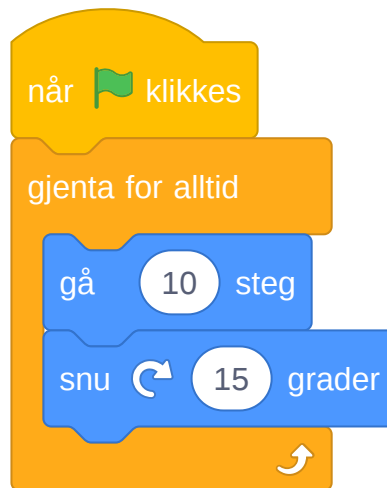 når klikkes
gjenta for alltid
gå 10 steg
snu 15 grader